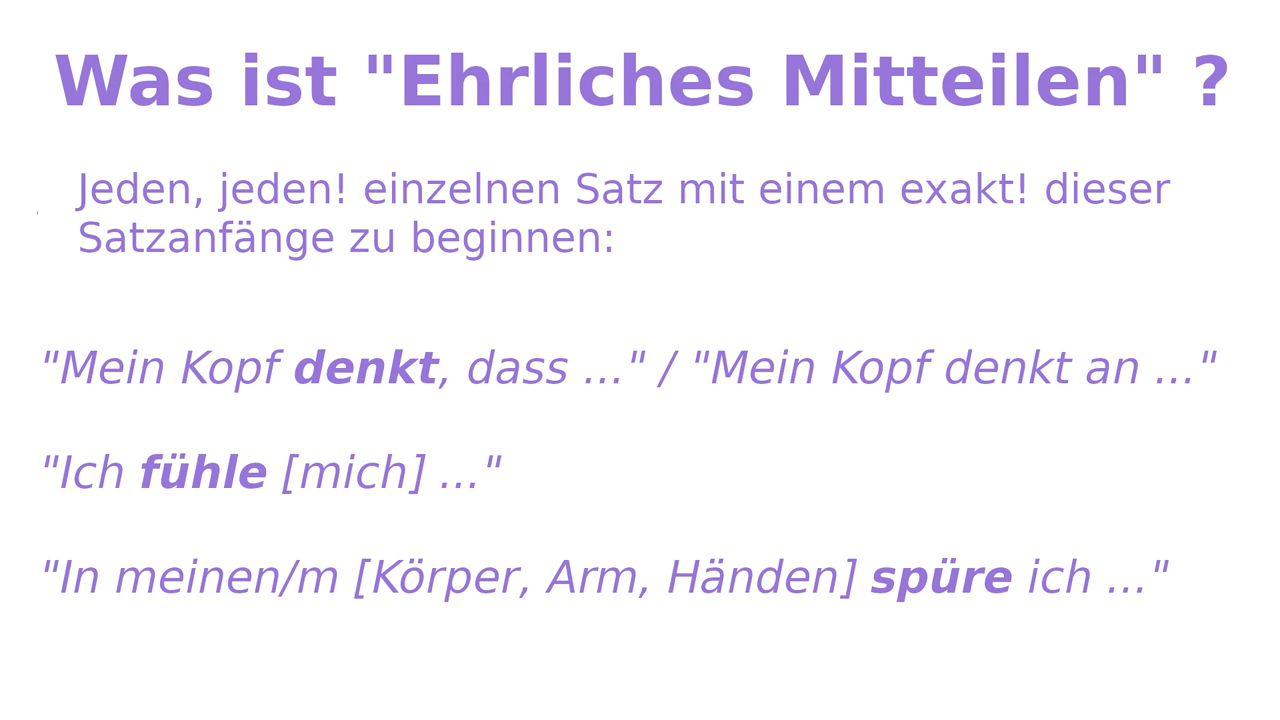 Was ist "Ehrliches Mitteilen" ?
Jeden, jeden! einzelnen Satz mit einem exakt! dieser
Satzanfänge zu beginnen:
"Mein Kopf denkt, dass ..." / "Mein Kopf denkt an ..."
"Ich fühle [mich] ..."
"In meinen/m [Körper, Arm, Händen] spüre ich ..."